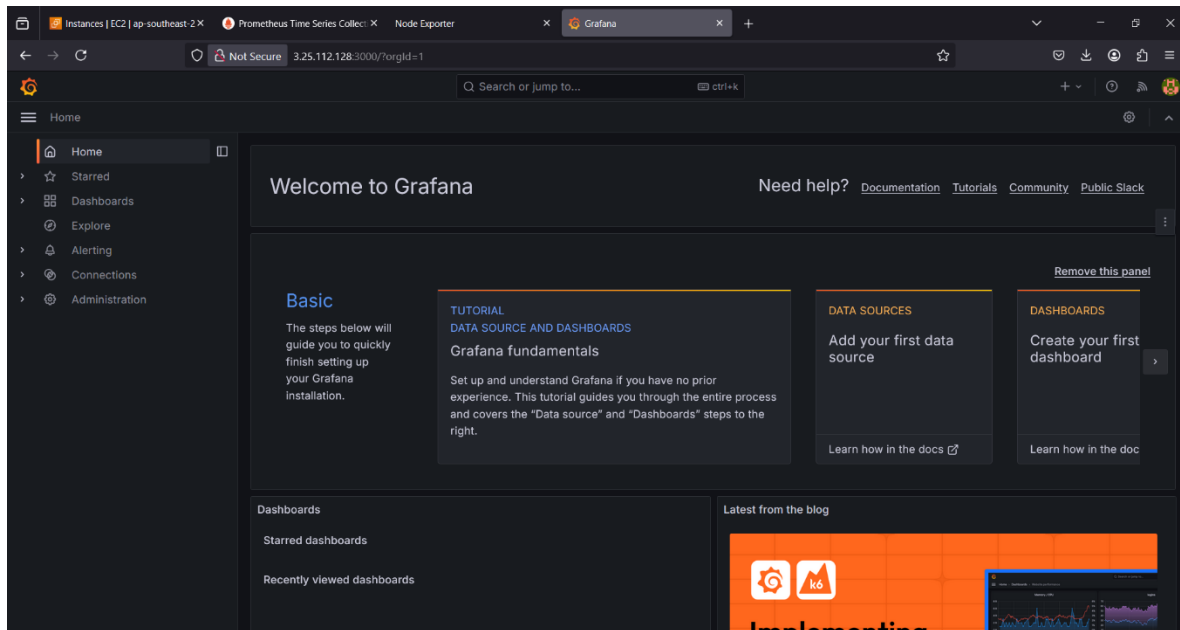 Instances | EC2 | ap-southeast-2
Prometheus Time Series Collect
Node Exporter
Grafana
Not Secure 3.25.112.128:3000/?orgId=1
Search or jump to...
ctrl+k
Home
Home
Starred
Dashboards
Explore
Alerting
Connections
Administration
Welcome to Grafana
Need help? Documentation Tutorials Community Public Slack
Remove this panel
Basic
The steps below will
guide you to quickly
finish setting up
your Grafana
installation.
TUTORIAL
DATA SOURCE AND DASHBOARDS
Grafana fundamentals
Set up and understand Grafana if you have no prior
experience. This tutorial guides you through the entire process
and covers the “Data source” and “Dashboards” steps to the
right.
DATA SOURCES
Add your first data
source
Learn how in the docs
DASHBOARDS
Create your first
dashboard
Learn how in the doc
Dashboards
Starred dashboards
Recently viewed dashboards
Latest from the blog
k6
Implementing